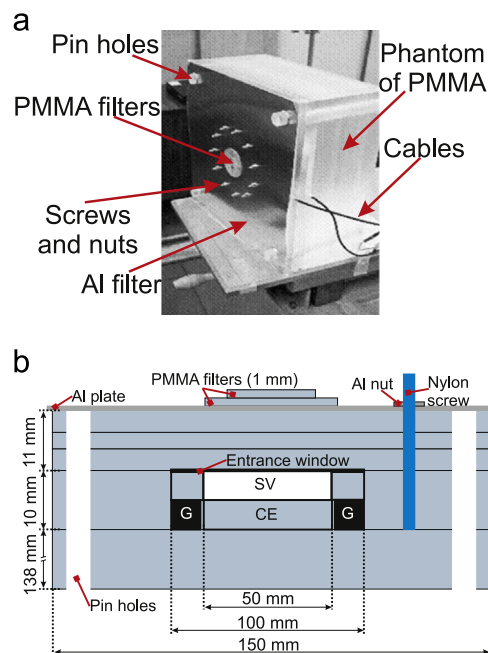 a
Pin holes
Phantom
of PMMA
PMMA filters
Cables
Screws
and nuts
Al filter
b
Al plate
PMMA filters (1 mm)
Al nut
Nylon
screw
11 mm
Entrance window
SV
10 mm
G
CE
G
138 mm
Pin holes
50 mm
100 mm
150 mm